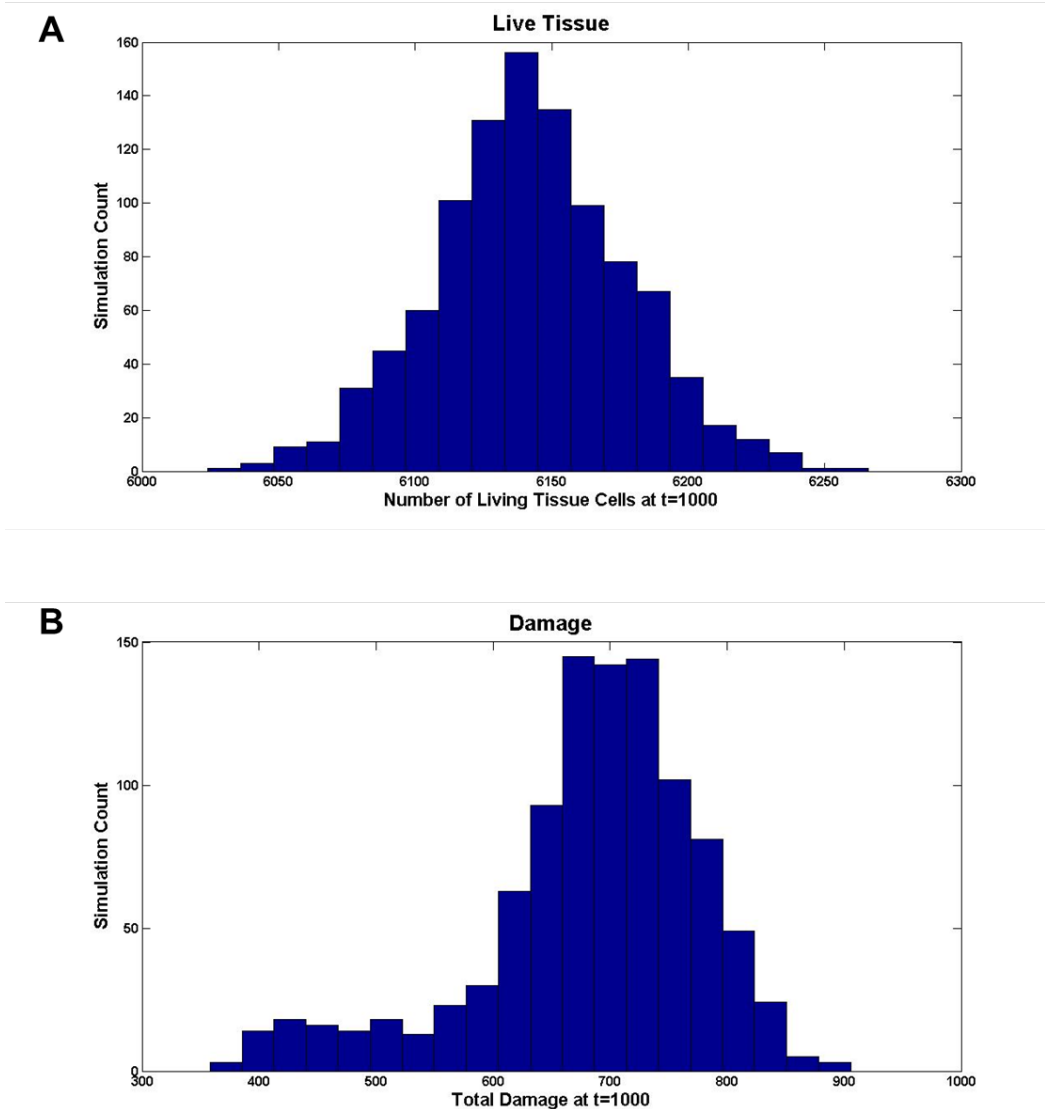 A
Live Tissue
160
140
120
100
80
60
40
20
0
Simulation Count
6000 6050 6100 6150 6200 6250 6300
Number of Living Tissue Cells at t=1000
B
Damage
150
100
50
0
Simulation Count
300 400 500 600 700 800 900 1000
Total Damage at t=1000